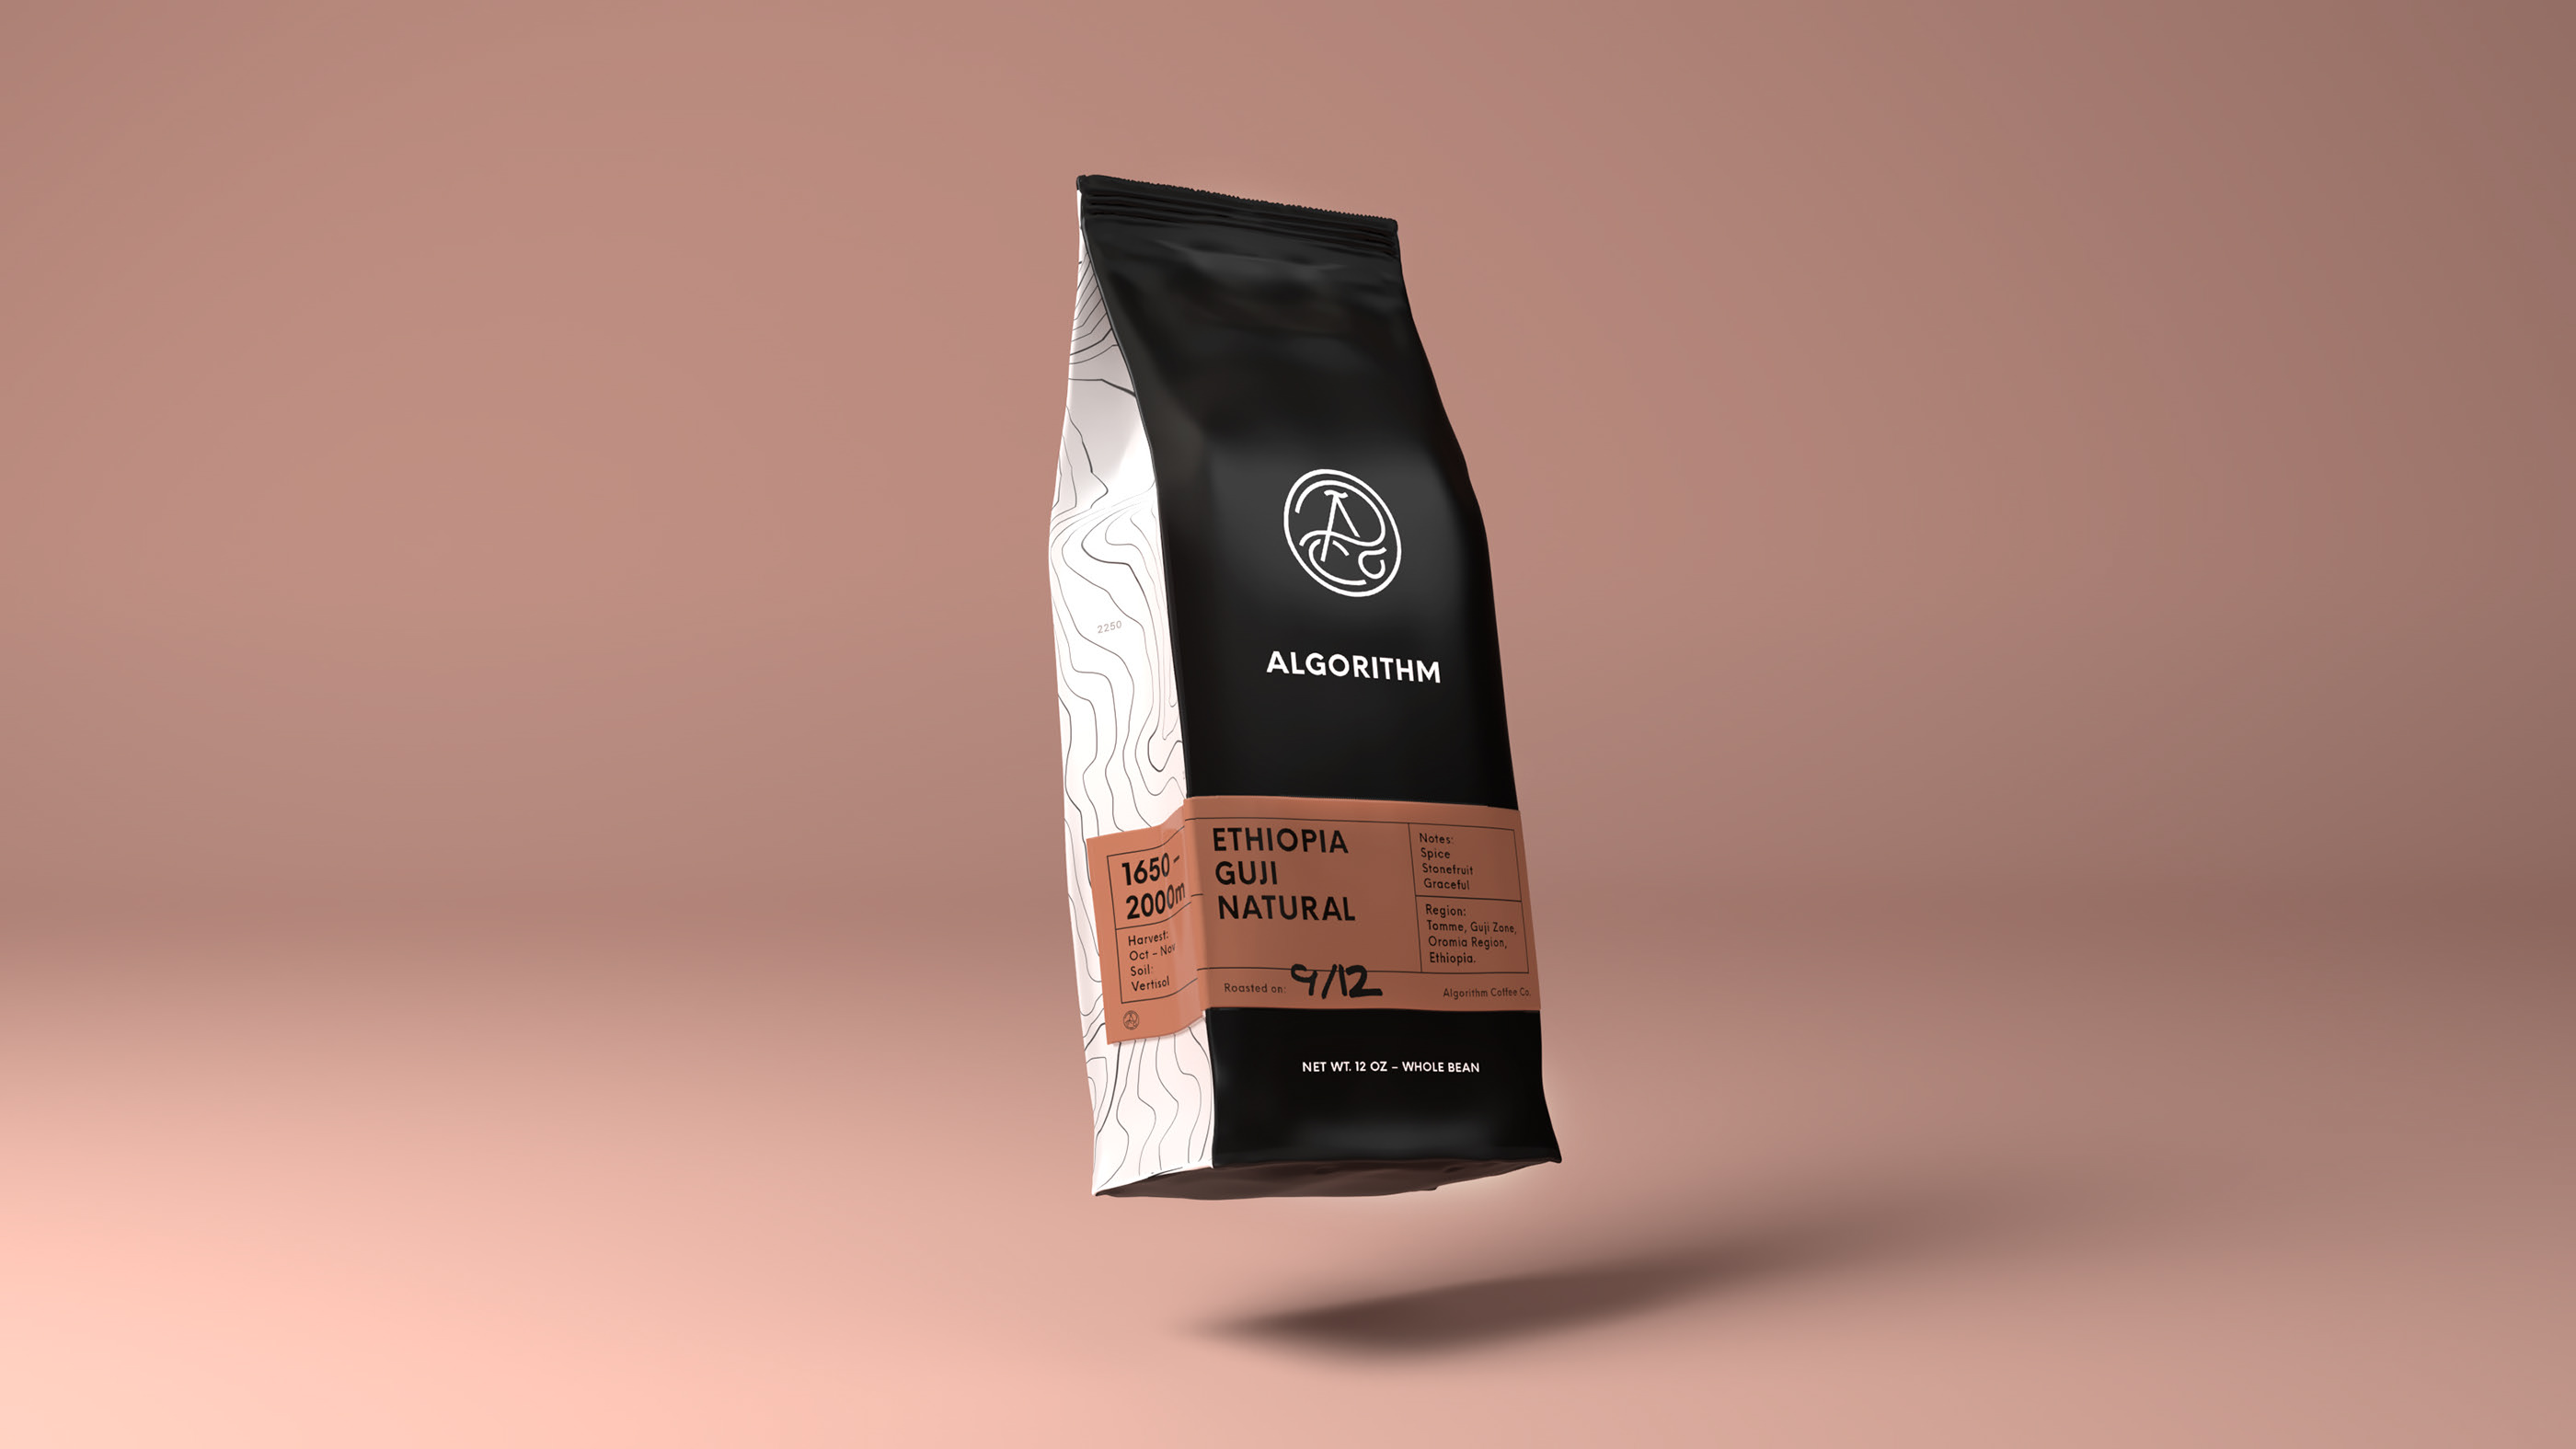 ALGORITHM
2250
1650 –
2000m
Harvest:
Oct – Nov
Soil:
Vertisol
ETHIOPIA
GUJI
NATURAL
Roasted on: 9/12
Notes:
Spice
Stonefruit
Graceful
Region:
Tomme, Guji Zone,
Oromia Region,
Ethiopia.
Algorithm Coffee Co.
NET WT. 12 OZ – WHOLE BEAN